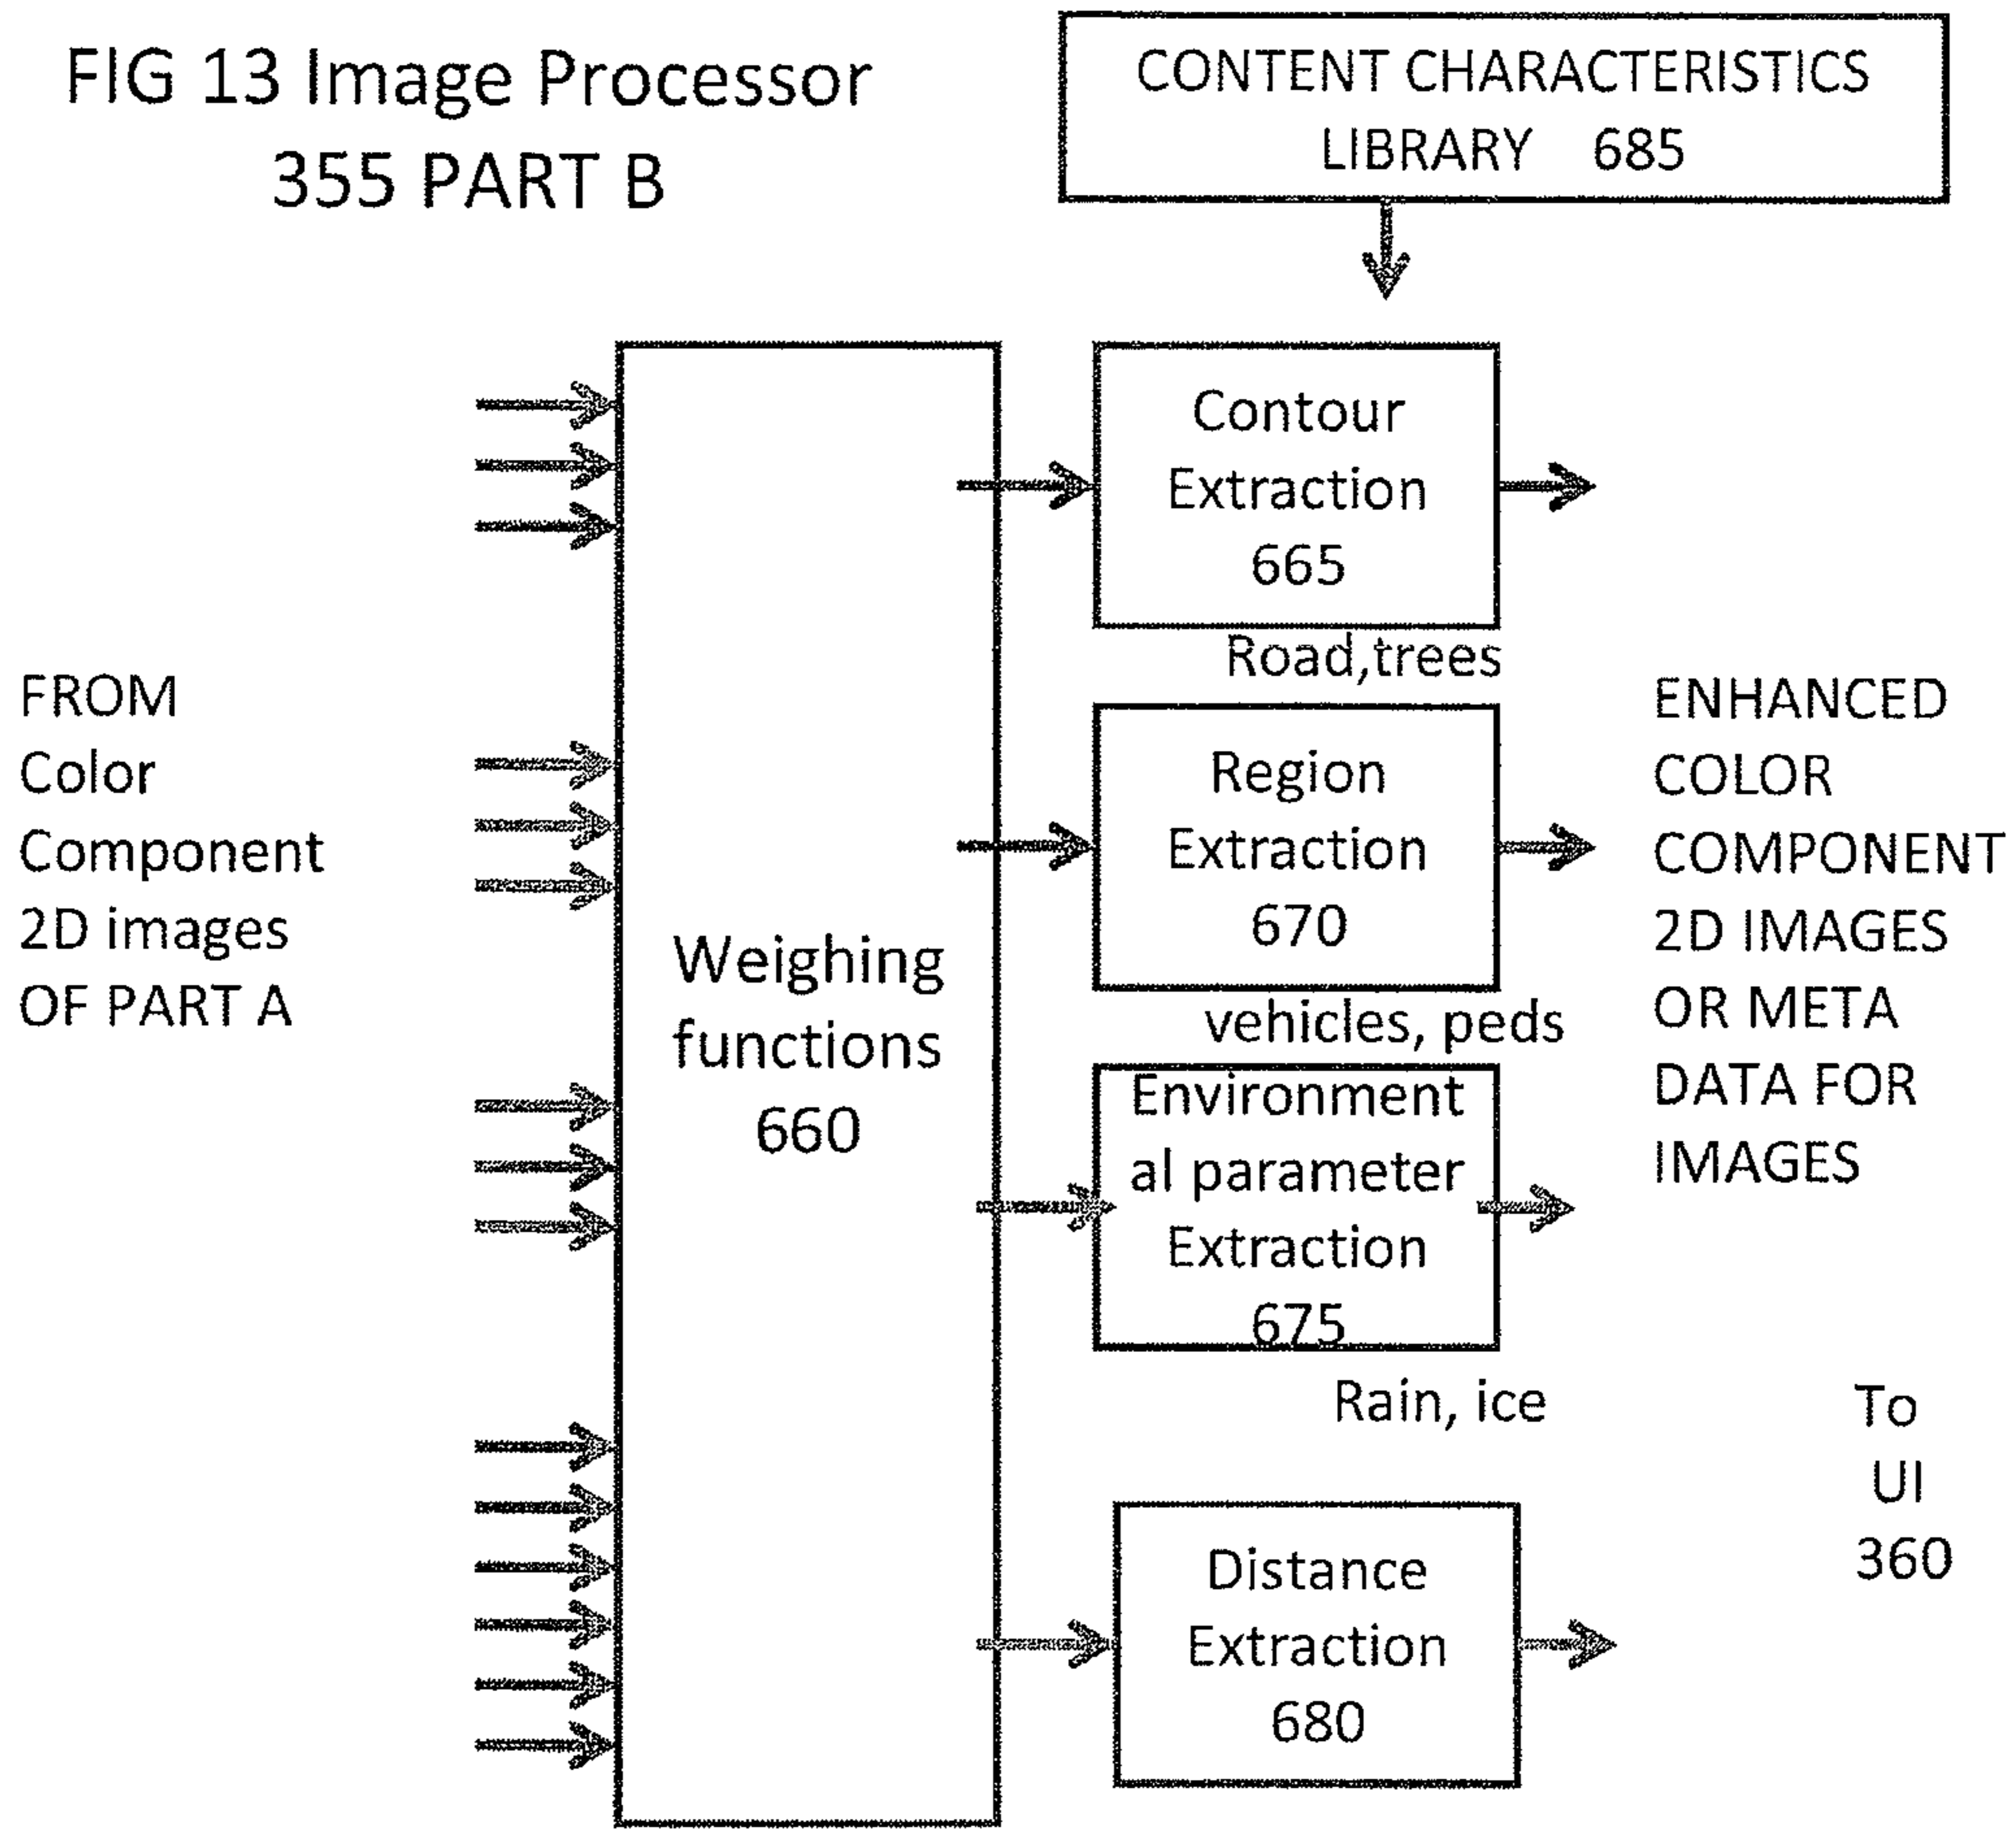 FIG 13 Image Processor
355 PART B
CONTENT CHARACTERISTICS
LIBRARY 685
FROM
Color
Component
2D images
OF PART A
Weighing
functions
660
Contour
Extraction
665
Road,trees
Region
Extraction
670
vehicles, peds
Environment
al parameter
Extraction
675
Rain, ice
Distance
Extraction
680
ENHANCED
COLOR
COMPONENT
2D IMAGES
OR META
DATA FOR
IMAGES
To
UI
360